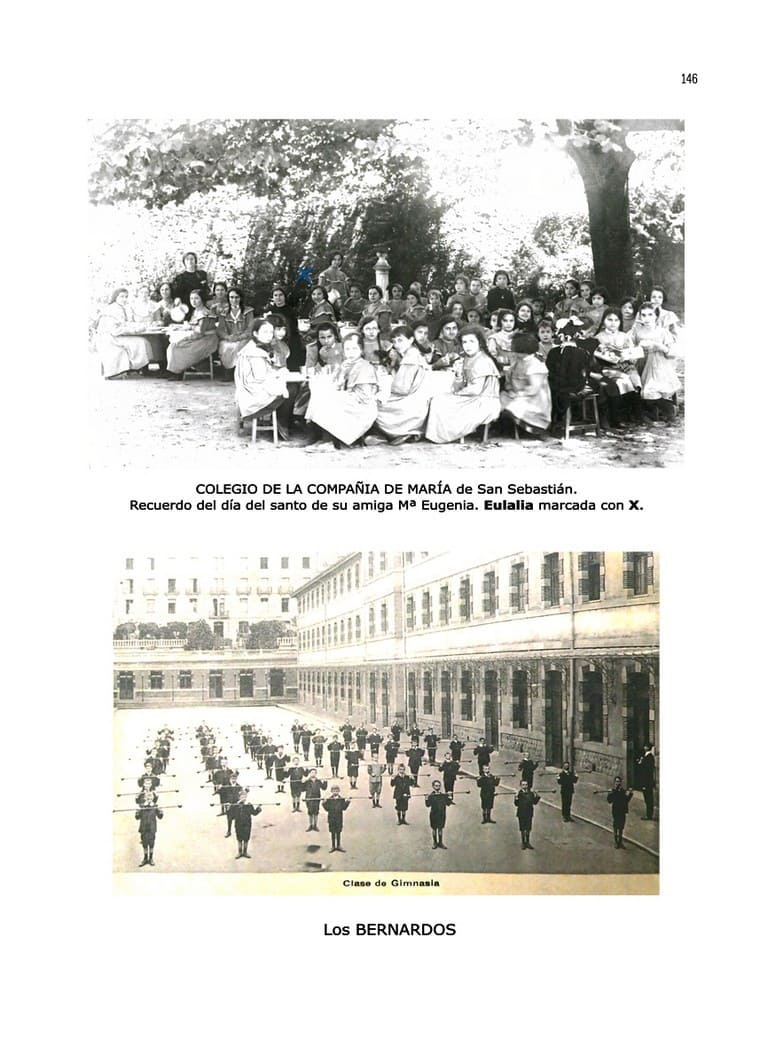 146
X
COLEGIO DE LA COMPAÑIA DE MARÍA de San Sebastián.
Recuerdo del día del santo de su amiga Mª Eugenia. Eulalia marcada con X.
Clase de Gimnasia
Los BERNARDOS